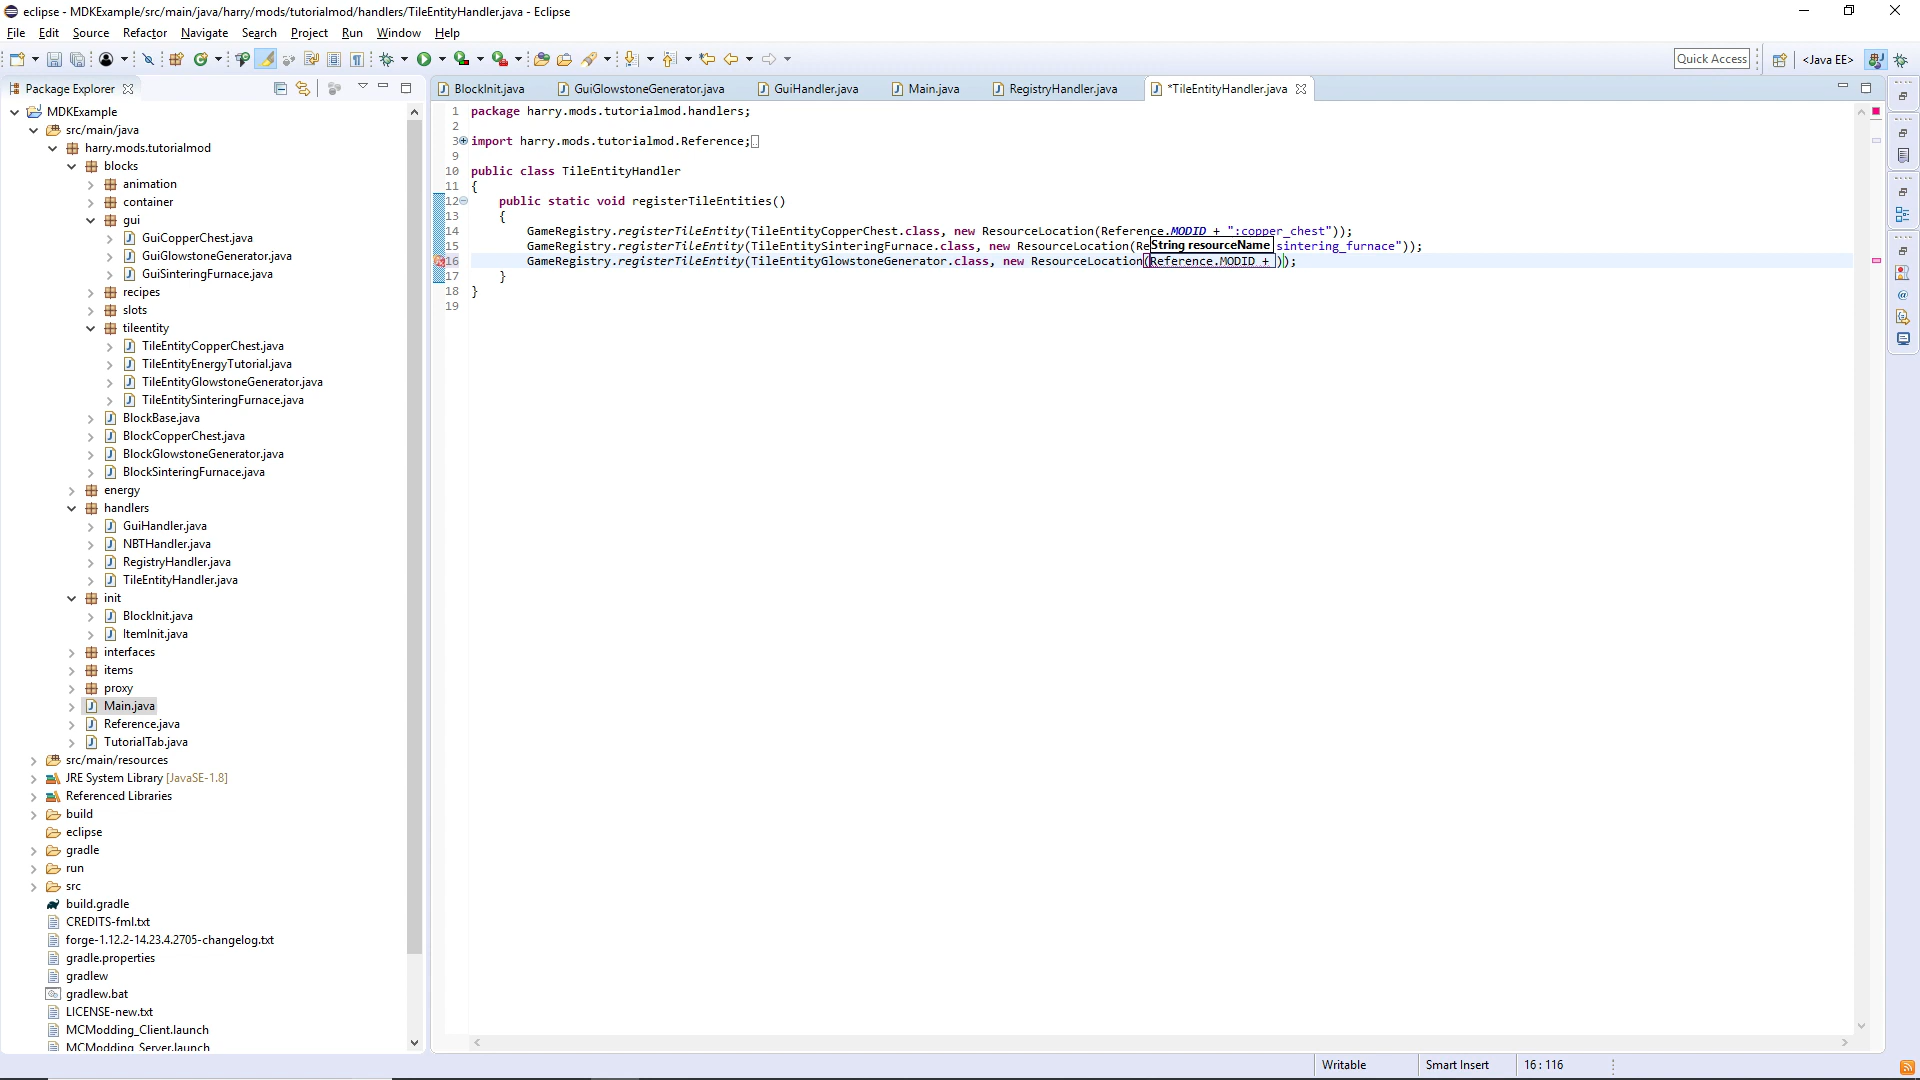 eclipse - MDKExample/src/main/java/harry/mods/tutorialmod/handlers/TileEntityHandler.java - Eclipse
File Edit Source Refactor Navigate Search Project Run Window Help
Quick Access <Java EE>
Package Explorer
BlockInit.java GuiGlowstoneGenerator.java GuiHandler.java Main.java RegistryHandler.java *TileEntityHandler.java
MDKExample
src/main/java
harry.mods.tutorialmod
blocks
animation
container
gui
GuiCopperChest.java
GuiGlowstoneGenerator.java
GuiSinteringFurnace.java
recipes
slots
tileentity
TileEntityCopperChest.java
TileEntityEnergyTutorial.java
TileEntityGlowstoneGenerator.java
TileEntitySinteringFurnace.java
BlockBase.java
BlockCopperChest.java
BlockGlowstoneGenerator.java
BlockSinteringFurnace.java
energy
handlers
GuiHandler.java
NBTHandler.java
RegistryHandler.java
TileEntityHandler.java
init
BlockInit.java
ItemInit.java
interfaces
items
proxy
Main.java
Reference.java
TutorialTab.java
src/main/resources
JRE System Library [JavaSE-1.8]
Referenced Libraries
build
eclipse
gradle
run
src
build.gradle
CREDITS-fml.txt
forge-1.12.2-14.23.4.2705-changelog.txt
gradle.properties
gradlew
gradlew.bat
LICENSE-new.txt
MCModding_Client.launch
MCModding_Server.launch
1 package harry.mods.tutorialmod.handlers;
2
3 import harry.mods.tutorialmod.Reference;
9
10 public class TileEntityHandler
11 {
12 public static void registerTileEntities()
13 {
14 GameRegistry.registerTileEntity(TileEntityCopperChest.class, new ResourceLocation(Reference.MODID + ":copper_chest"));
15 GameRegistry.registerTileEntity(TileEntitySinteringFurnace.class, new ResourceLocation(Re String resourceName sintering_furnace"));
16 GameRegistry.registerTileEntity(TileEntityGlowstoneGenerator.class, new ResourceLocation(Reference.MODID + ));
17 }
18 }
19
Writable Smart Insert 16 : 116